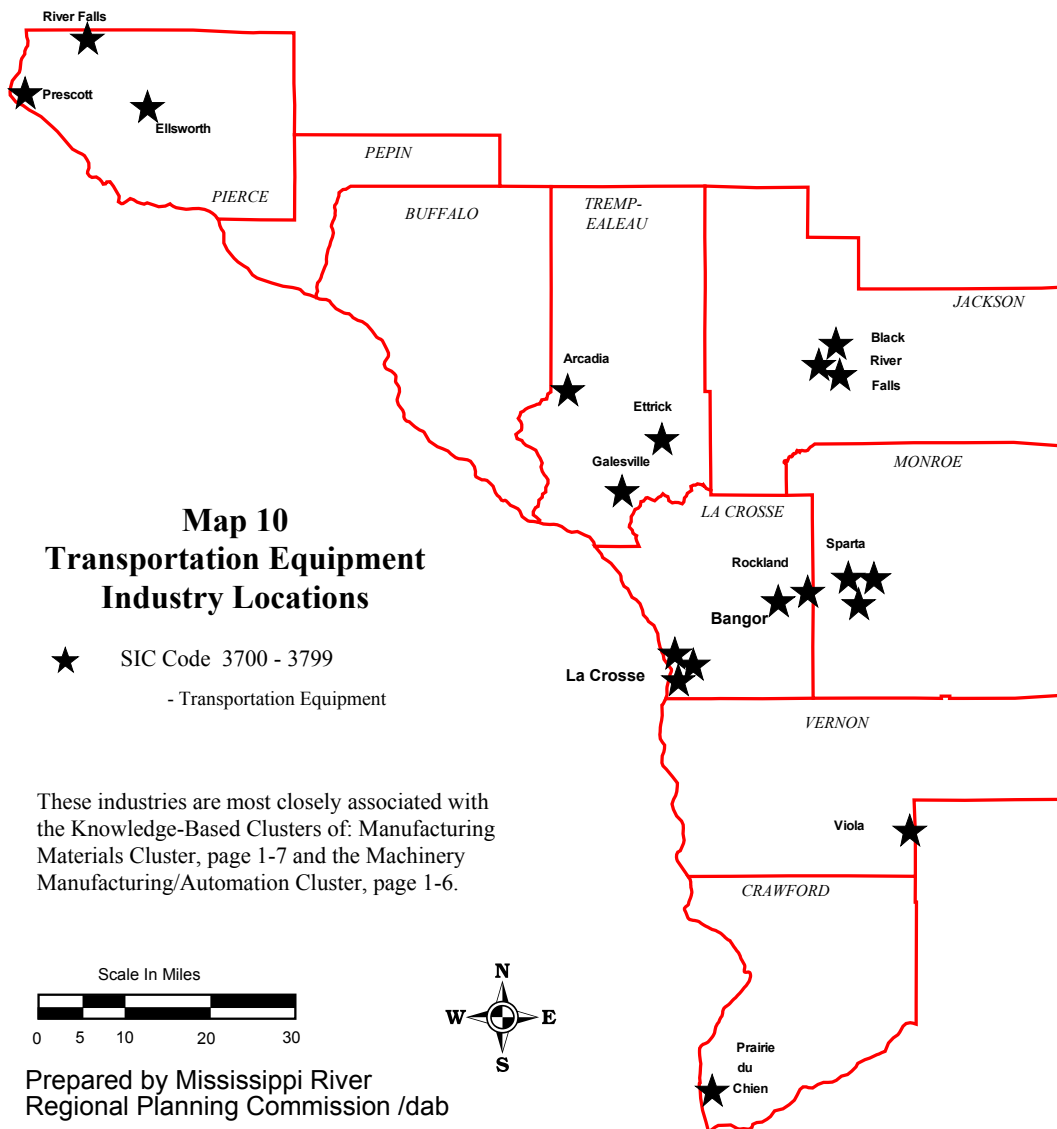 River Falls
Prescott
Ellsworth
PIERCE
PEPIN
BUFFALO
TREMP-
EALEAU
JACKSON
Black
River
Falls
Arcadia
Ettrick
Galesville
MONROE
LA CROSSE
Rockland
Sparta
Bangor
La Crosse
VERNON
Viola
CRAWFORD
Prairie
du
Chien
Map 10
Transportation Equipment
Industry Locations
SIC Code 3700 - 3799
- Transportation Equipment
These industries are most closely associated with
the Knowledge-Based Clusters of: Manufacturing
Materials Cluster, page 1-7 and the Machinery
Manufacturing/Automation Cluster, page 1-6.
Scale In Miles
0 5 10 20 30
N
W E
S
Prepared by Mississippi River
Regional Planning Commission /dab